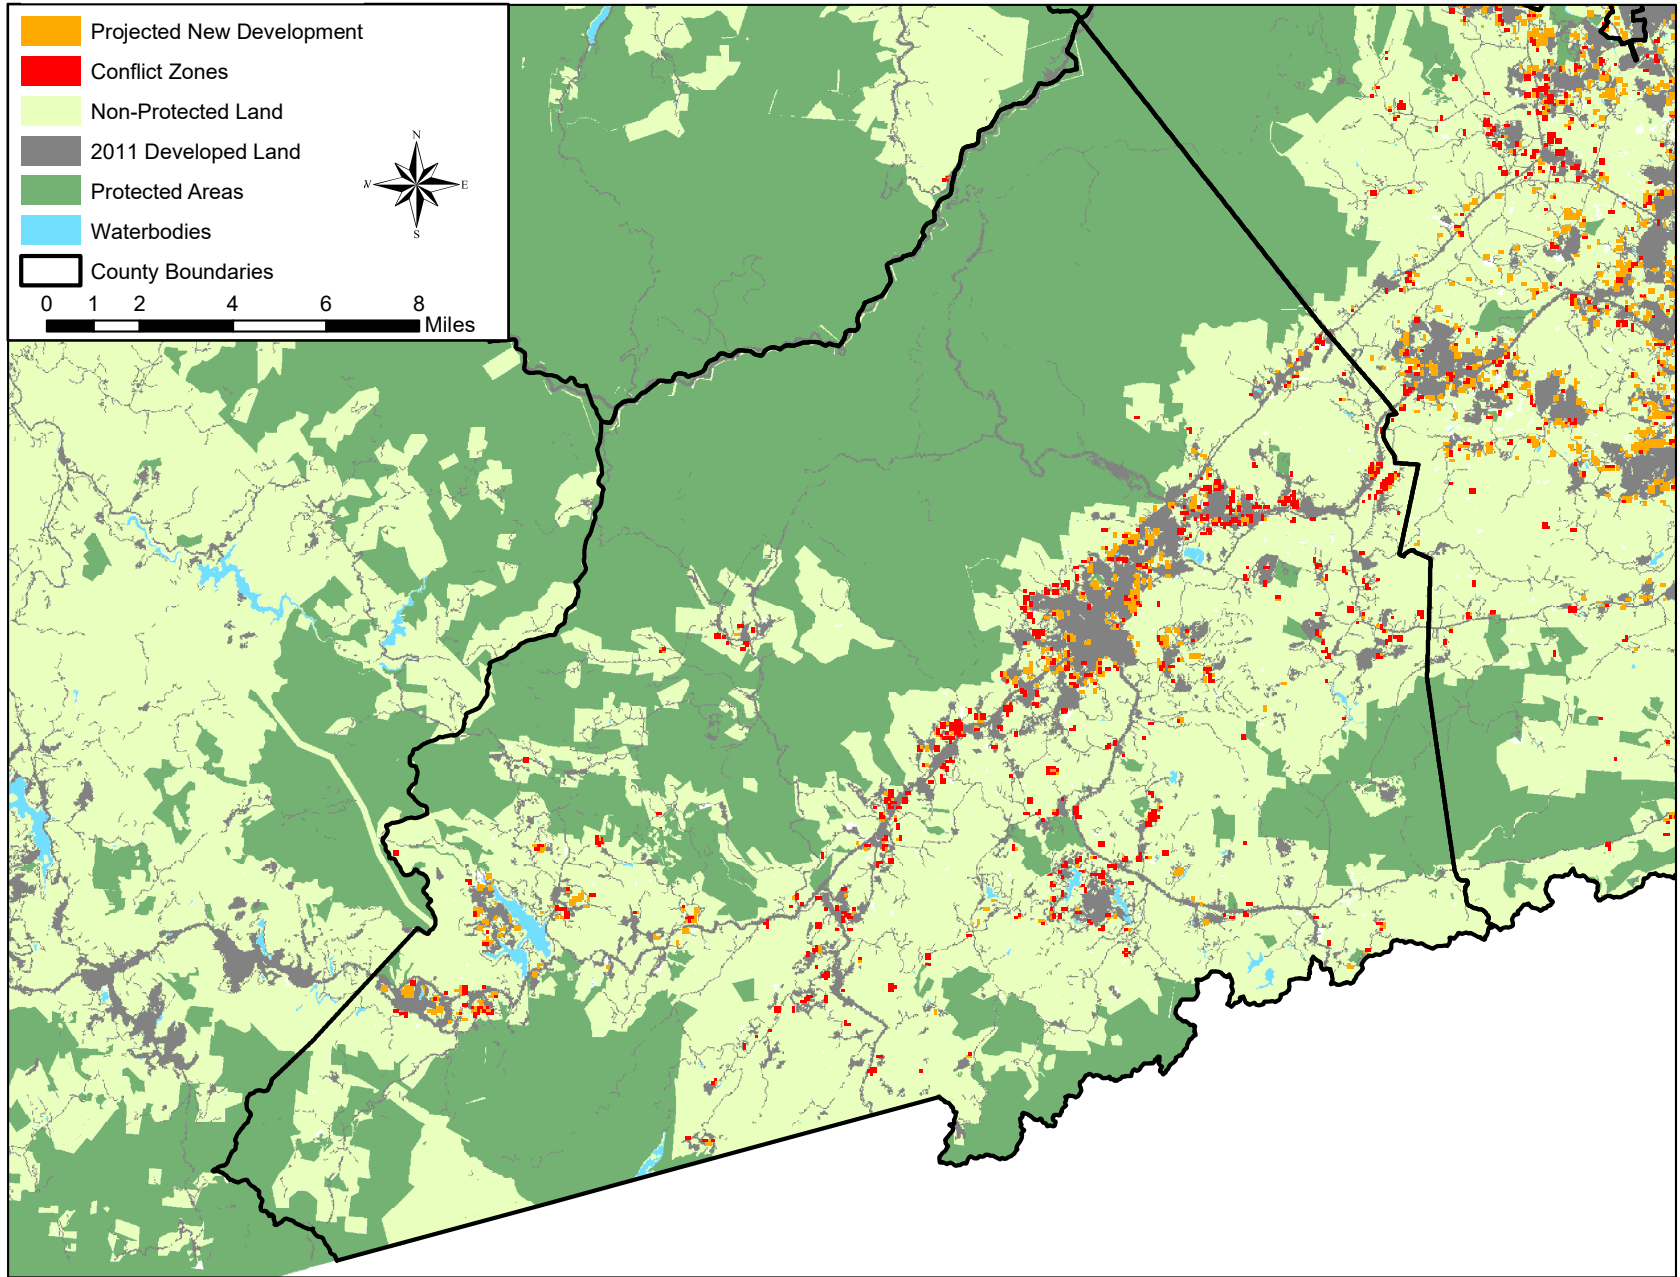 Projected New Development
Conflict Zones
Non-Protected Land
2011 Developed Land
Protected Areas
Waterbodies
County Boundaries
N
W
E
S
0 1 2 4 6 8
Miles